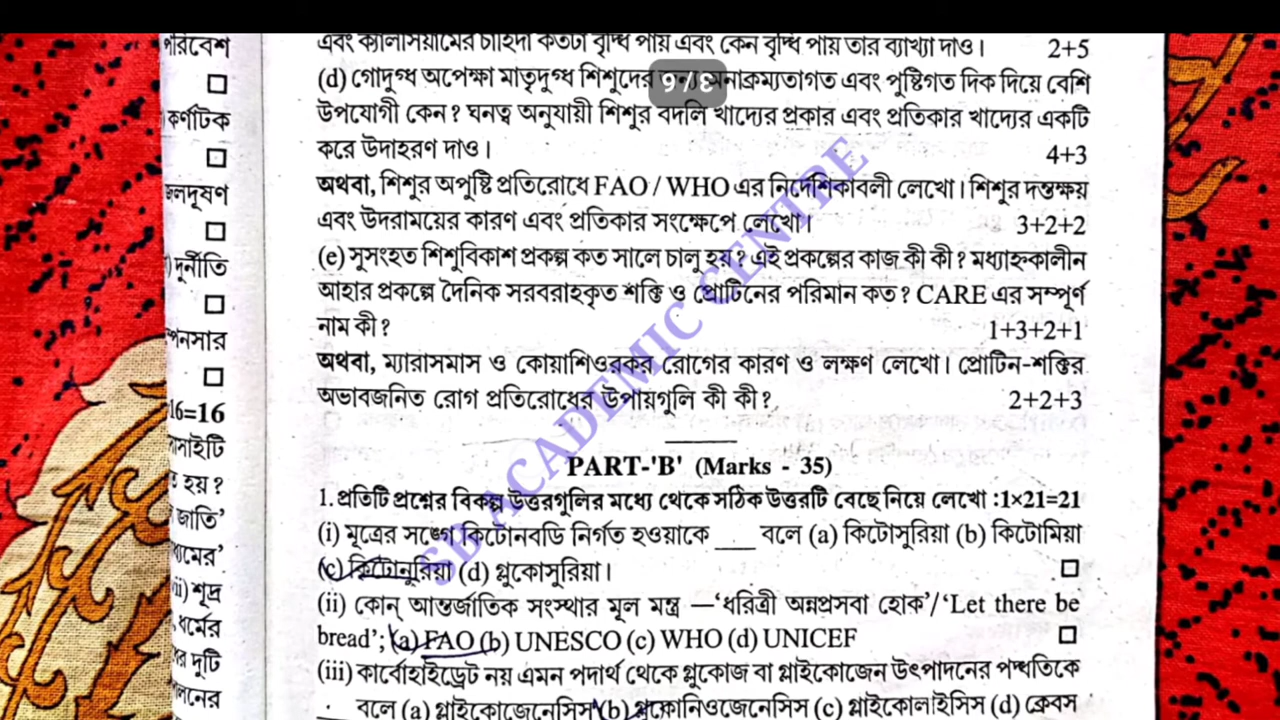 এবং ক্যালসিয়ামের চাহিদা কতটা বৃদ্ধি পায় এবং কেন বৃদ্ধি পায় তার ব্যাখ্যা দাও। 2+5
(d) গোদুগ্ধ অপেক্ষা মাতৃদুগ্ধ শিশুদের জন্য অনাক্রম্যতাগত এবং পুষ্টিগত দিক দিয়ে বেশি
উপযোগী কেন? ঘনত্ব অনুযায়ী শিশুর বদলি খাদ্যের প্রকার এবং প্রতিকার খাদ্যের একটি
করে উদাহরণ দাও। 4+3
অথবা, শিশুর অপুষ্টি প্রতিরোধে FAO / WHO এর নির্দেশিকাবলী লেখো। শিশুর দন্তক্ষয়
এবং উদরাময়ের কারণ এবং প্রতিকার সংক্ষেপে লেখো। 3+2+2
(e) সুসংহত শিশুবিকাশ প্রকল্প কত সালে চালু হয়? এই প্রকল্পের কাজ কী কী? মধ্যাহ্নকালীন
আহার প্রকল্পে দৈনিক সরবরাহকৃত শক্তি ও প্রোটিনের পরিমান কত? CARE এর সম্পূর্ণ
নাম কী? 1+3+2+1
অথবা, ম্যারাসমাস ও কোয়াশিওরকর রোগের কারণ ও লক্ষণ লেখো। প্রোটিন-শক্তির
অভাবজনিত রোগ প্রতিরোধের উপায়গুলি কী কী? 2+2+3
PART-'B' (Marks - 35)
1. প্রতিটি প্রশ্নের বিকল্প উত্তরগুলির মধ্যে থেকে সঠিক উত্তরটি বেছে নিয়ে লেখো :1×21=21
(i) মূত্রের সঙ্গে কিটোনবডি নির্গত হওয়াকে ___ বলে (a) কিটোসুরিয়া (b) কিটোমিয়া
(c) কিটোনুরিয়া (d) গ্লুকোসুরিয়া।
(ii) কোন্ আন্তর্জাতিক সংস্থার মূল মন্ত্র —‘ধরিত্রী অন্নপ্রসবা হোক’/‘Let there be
bread’; (a) FAO (b) UNESCO (c) WHO (d) UNICEF
(iii) কার্বোহাইড্রেট নয় এমন পদার্থ থেকে গ্লুকোজ বা গ্লাইকোজেন উৎপাদনের পদ্ধতিকে
__ বলে (a) গ্লাইকোজেনেসিস (b) গ্লুকোনিওজেনেসিস (c) গ্লাইকোলাইসিস (d) ক্রেবস
পরিবেশ
কর্ণাটক
জলদূষণ
দুর্নীতি
16=16
হয়?
জাতি’
শূদ্র
ধর্মের
দুটি
SB ACADEMIC CENTRE